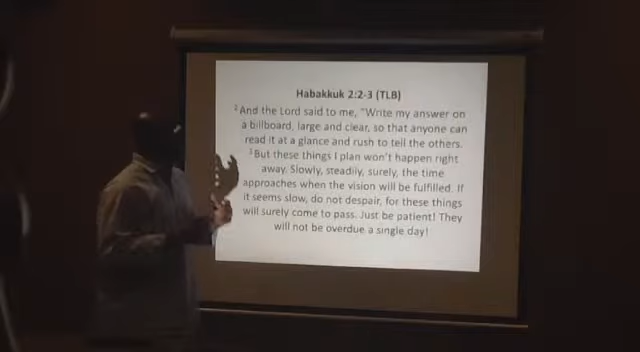 Habakkuk 2:2-3 (TLB)
2 And the Lord said to me, "Write my answer on
a billboard, large and clear, so that anyone can
read it at a glance and rush to tell the others.
3 But these things I plan won't happen right
away. Slowly, steadily, surely, the time
approaches when the vision will be fulfilled. If
it seems slow, do not despair, for these things
will surely come to pass. Just be patient! They
will not be overdue a single day!